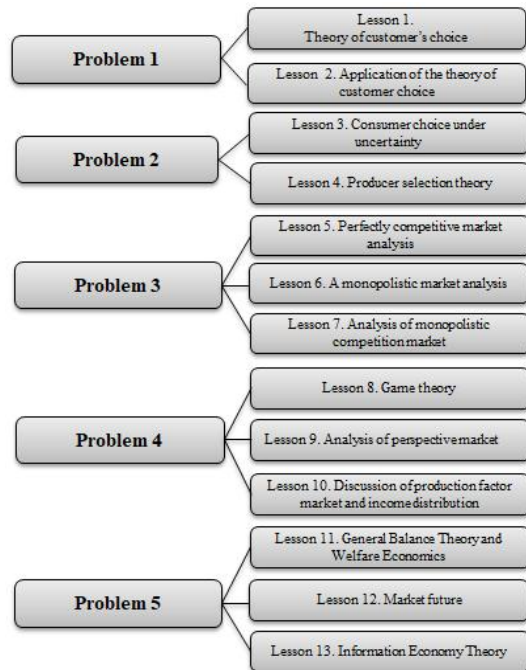 Problem 1
Lesson 1.
Theory of customer's choice
Lesson 2. Application of the theory of
customer choice
Problem 2
Lesson 3. Consumer choice under
uncertainty
Lesson 4. Producer selection theory
Problem 3
Lesson 5. Perfectly competitive market
analysis
Lesson 6. A monopolistic market analysis
Lesson 7. Analysis of monopolistic
competition market
Problem 4
Lesson 8. Game theory
Lesson 9. Analysis of perspective market
Lesson 10. Discussion of production factor
market and income distribution
Problem 5
Lesson 11. General Balance Theory and
Welfare Economics
Lesson 12. Market future
Lesson 13. Information Economy Theory